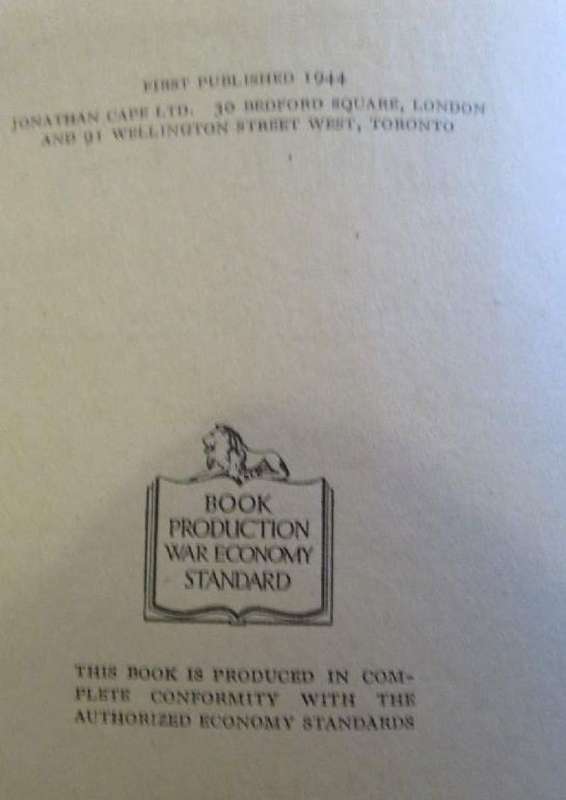 FIRST PUBLISHED 1944
JONATHAN CAPE LTD. 30 BEDFORD SQUARE, LONDON
AND 91 WELLINGTON STREET WEST, TORONTO
BOOK
PRODUCTION
WAR ECONOMY
STANDARD
THIS BOOK IS PRODUCED IN COM-
PLETE CONFORMITY WITH THE
AUTHORIZED ECONOMY STANDARDS